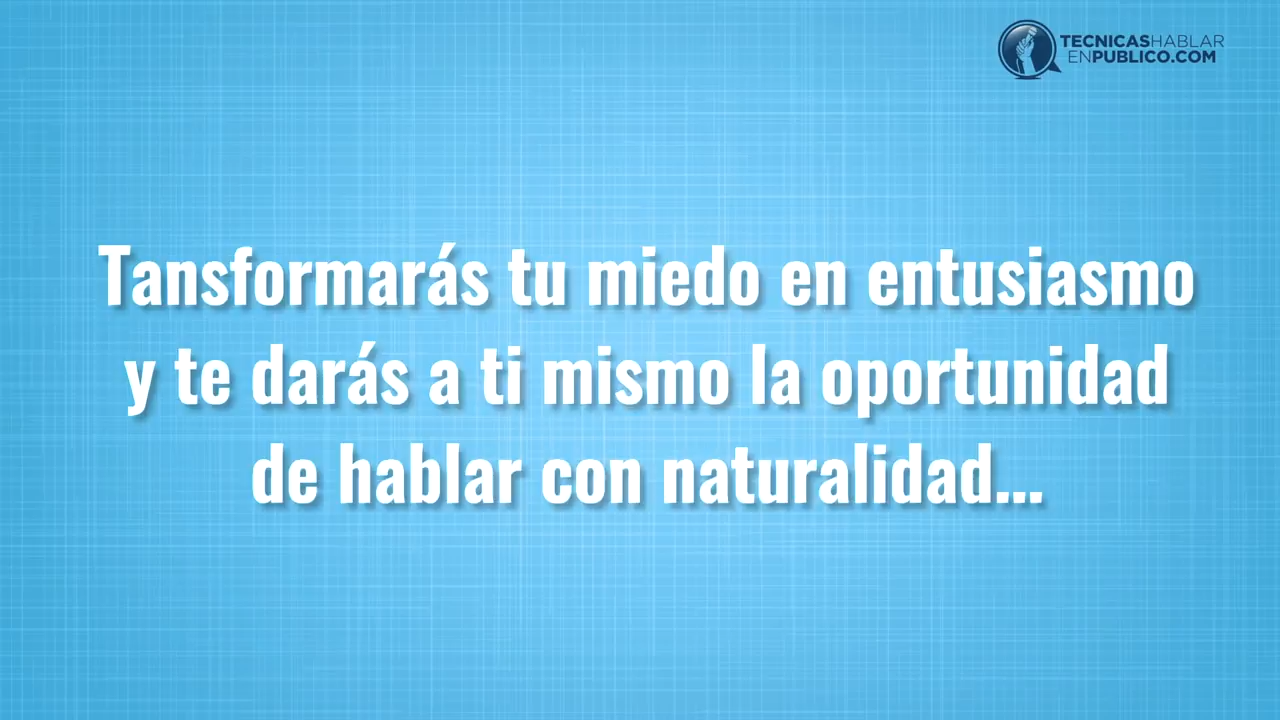 TECNICASHABLAR
ENPUBLICO.COM
Tansformarás tu miedo en entusiasmo
y te darás a ti mismo la oportunidad
de hablar con naturalidad...